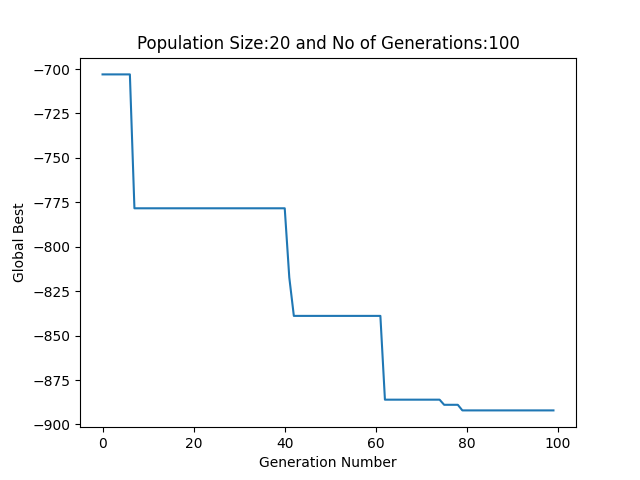 Population Size:20 and No of Generations:100
−700
−725
−750
−775
−800
−825
−850
−875
−900
Global Best
0 20 40 60 80 100
Generation Number